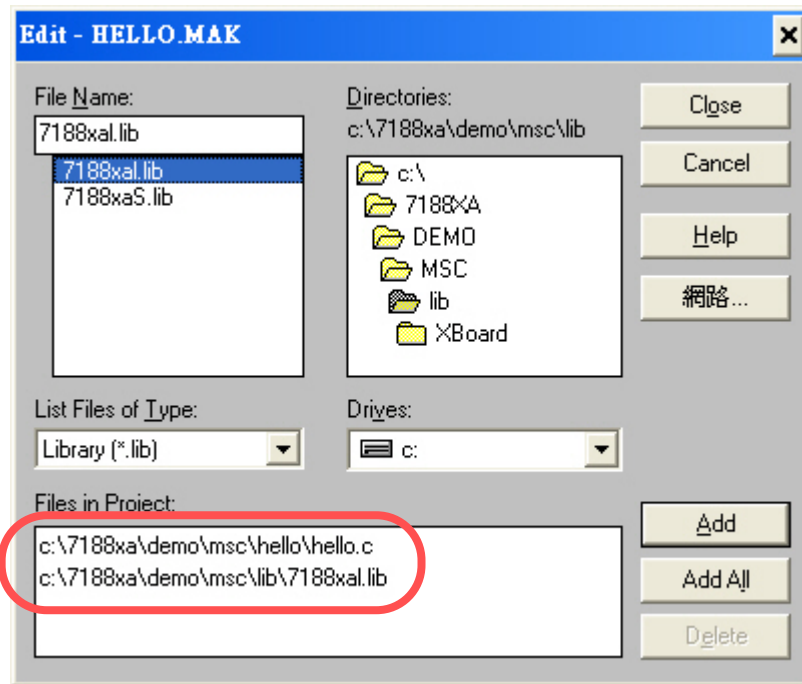 Edit - HELLO.MAK
File Name:
7188xal.lib
7188xal.lib
7188xaS.lib
Directories:
c:\7188xa\demo\msc\lib
c:\
7188XA
DEMO
MSC
lib
XBoard
Close
Cancel
Help
網路...
List Files of Type:
Library (*.lib)
Drives:
c:
Files in Project:
c:\7188xa\demo\msc\hello\hello.c
c:\7188xa\demo\msc\lib\7188xal.lib
Add
Add All
Delete